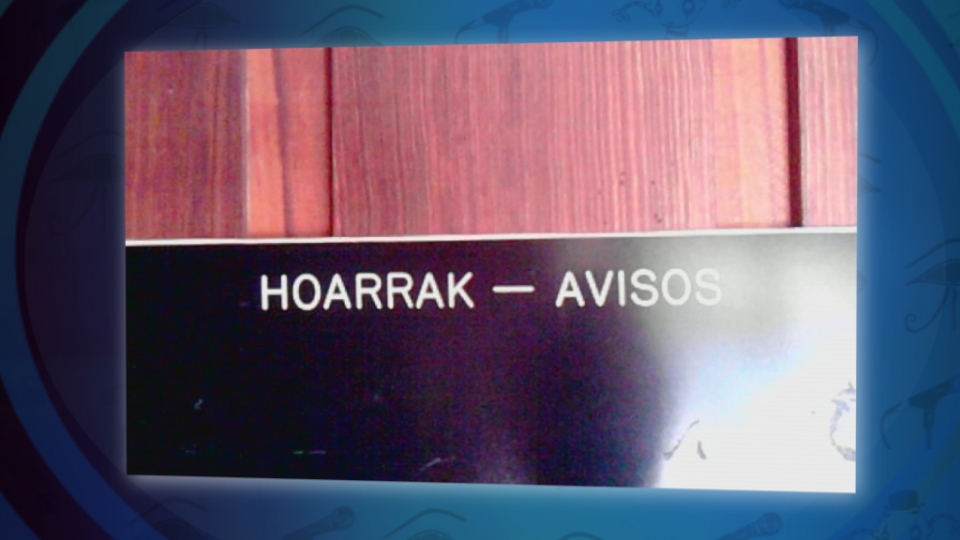 HOARRAK — AVISOS